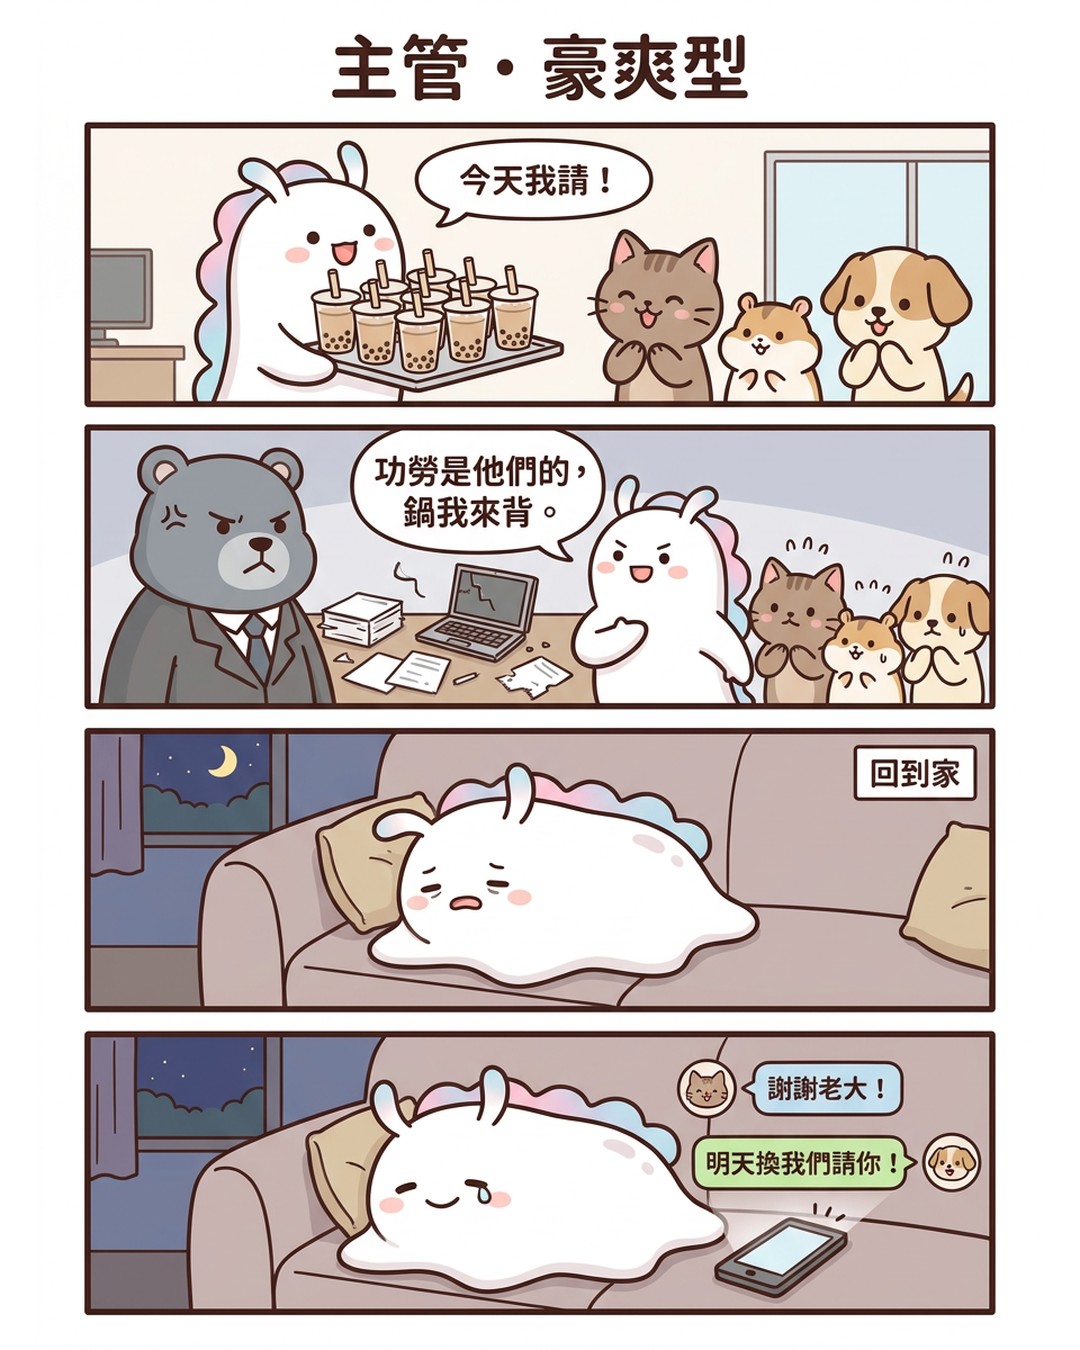 主管・豪爽型
今天我請！
功勞是他們的，
鍋我來背。
回到家
謝謝老大！
明天換我們請你！